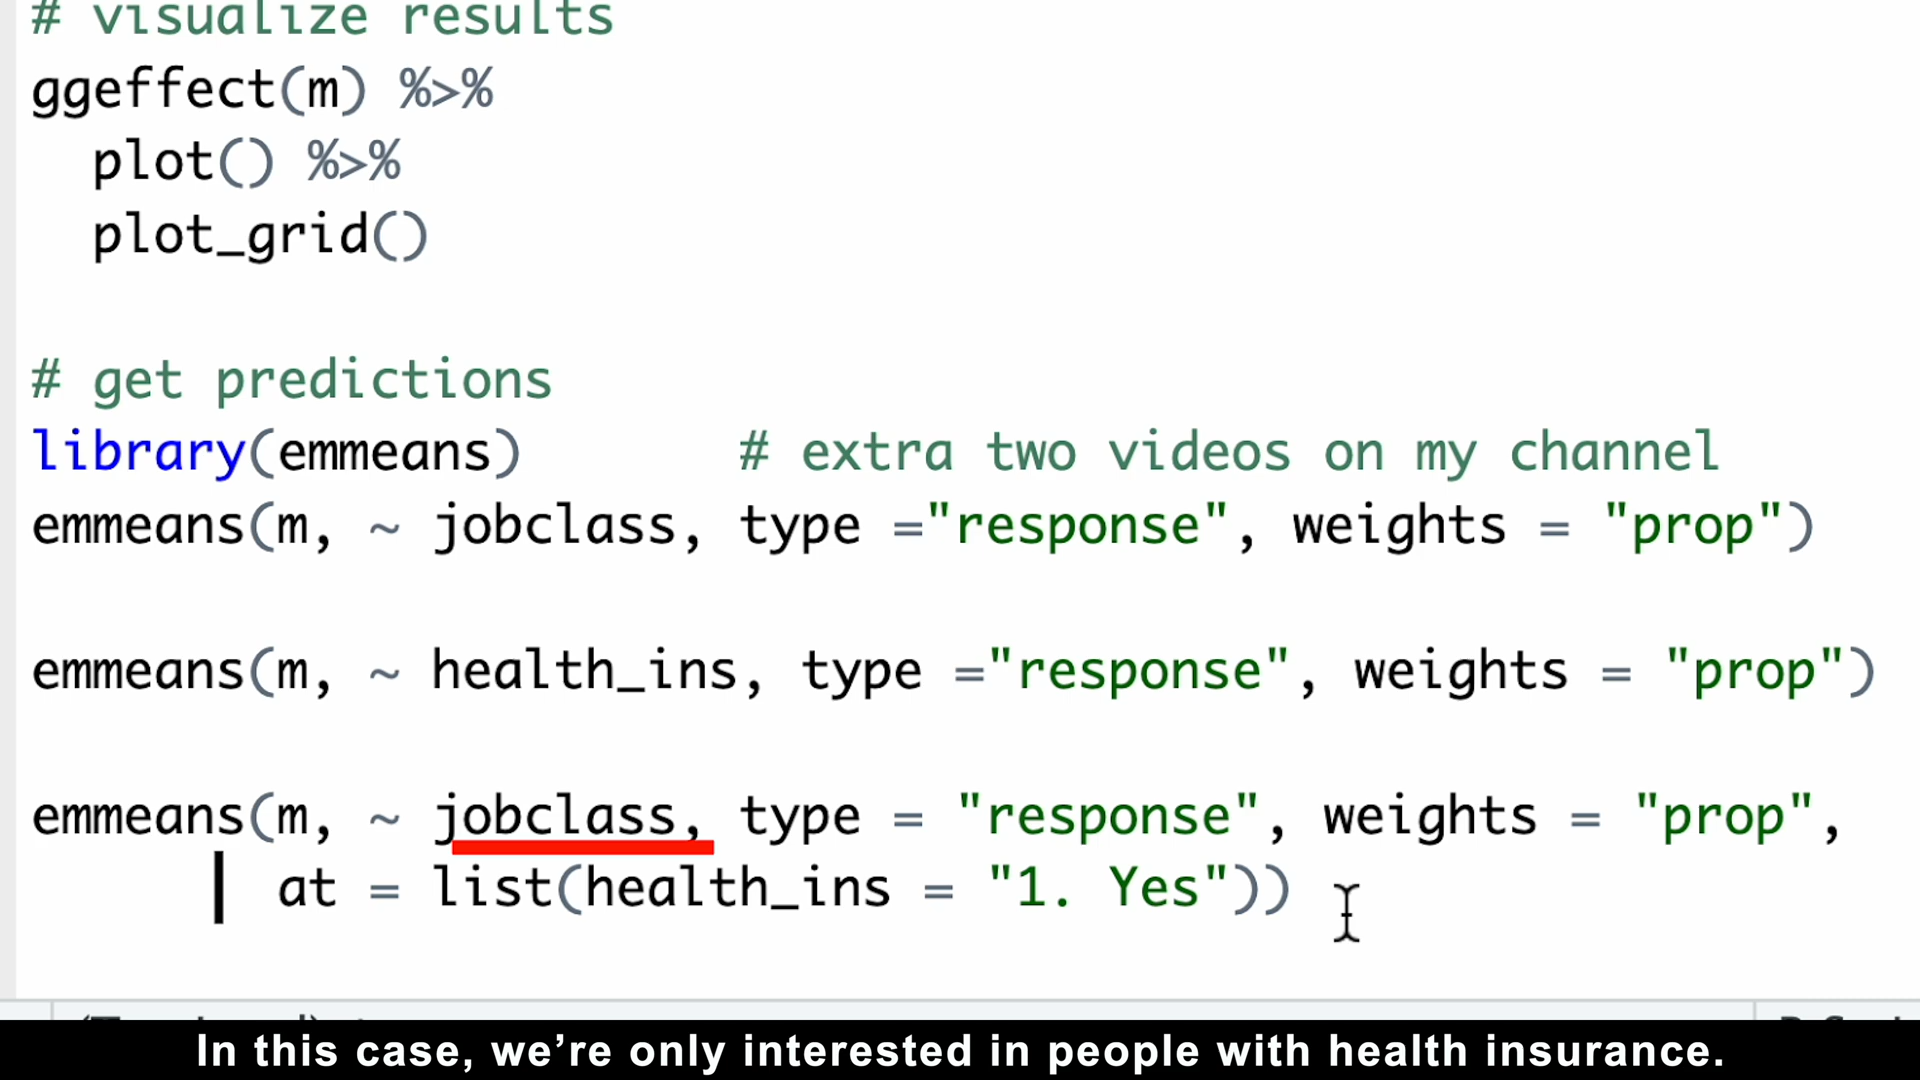 # visualize results
ggeffect(m) %>%
  plot() %>%
  plot_grid()
# get predictions
library(emmeans)       # extra two videos on my channel
emmeans(m, ~ jobclass, type ="response", weights = "prop")
emmeans(m, ~ health_ins, type ="response", weights = "prop")
emmeans(m, ~ jobclass, type = "response", weights = "prop",
        at = list(health_ins = "1. Yes"))
In this case, we’re only interested in people with health insurance.